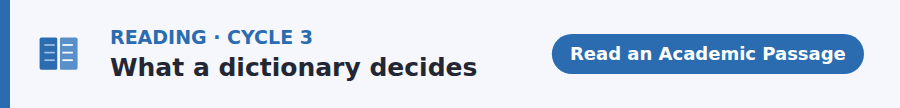 READING · CYCLE 3
What a dictionary decides
Read an Academic Passage